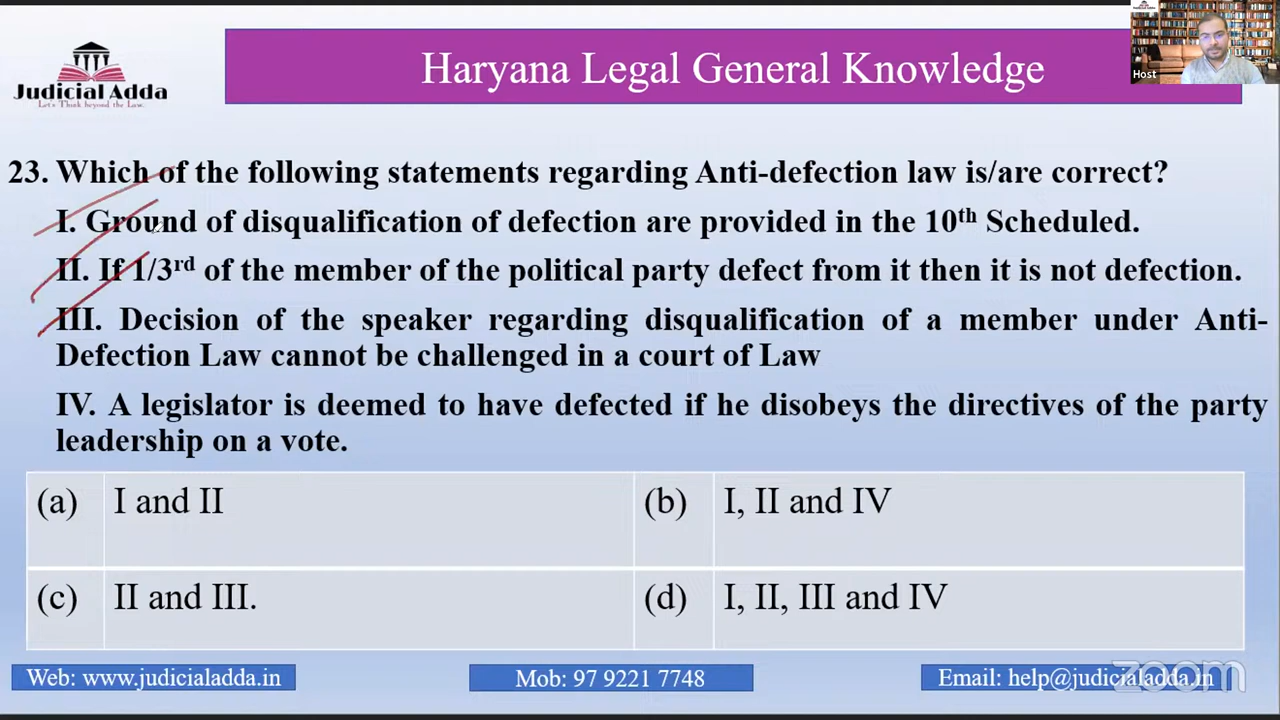 Judicial Adda
Let's Think beyond the Law.
Haryana Legal General Knowledge
Host
23. Which of the following statements regarding Anti-defection law is/are correct?
I. Ground of disqualification of defection are provided in the 10th Scheduled.
II. If 1/3rd of the member of the political party defect from it then it is not defection.
III. Decision of the speaker regarding disqualification of a member under Anti-
Defection Law cannot be challenged in a court of Law
IV. A legislator is deemed to have defected if he disobeys the directives of the party
leadership on a vote.
(a) I and II
(b) I, II and IV
(c) II and III.
(d) I, II, III and IV
Web: www.judicialadda.in
Mob: 97 9221 7748
Email: help@judicialadda.in
zoom